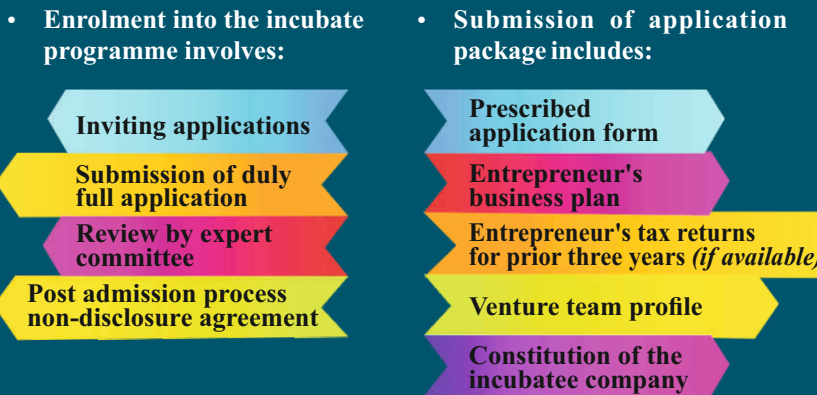 • Enrolment into the incubate
programme involves:
Inviting applications
Submission of duly
full application
Review by expert
committee
Post admission process
non-disclosure agreement
• Submission of application
package includes:
Prescribed
application form
Entrepreneur's
business plan
Entrepreneur's tax returns
for prior three years (if available)
Venture team profile
Constitution of the
incubatee company